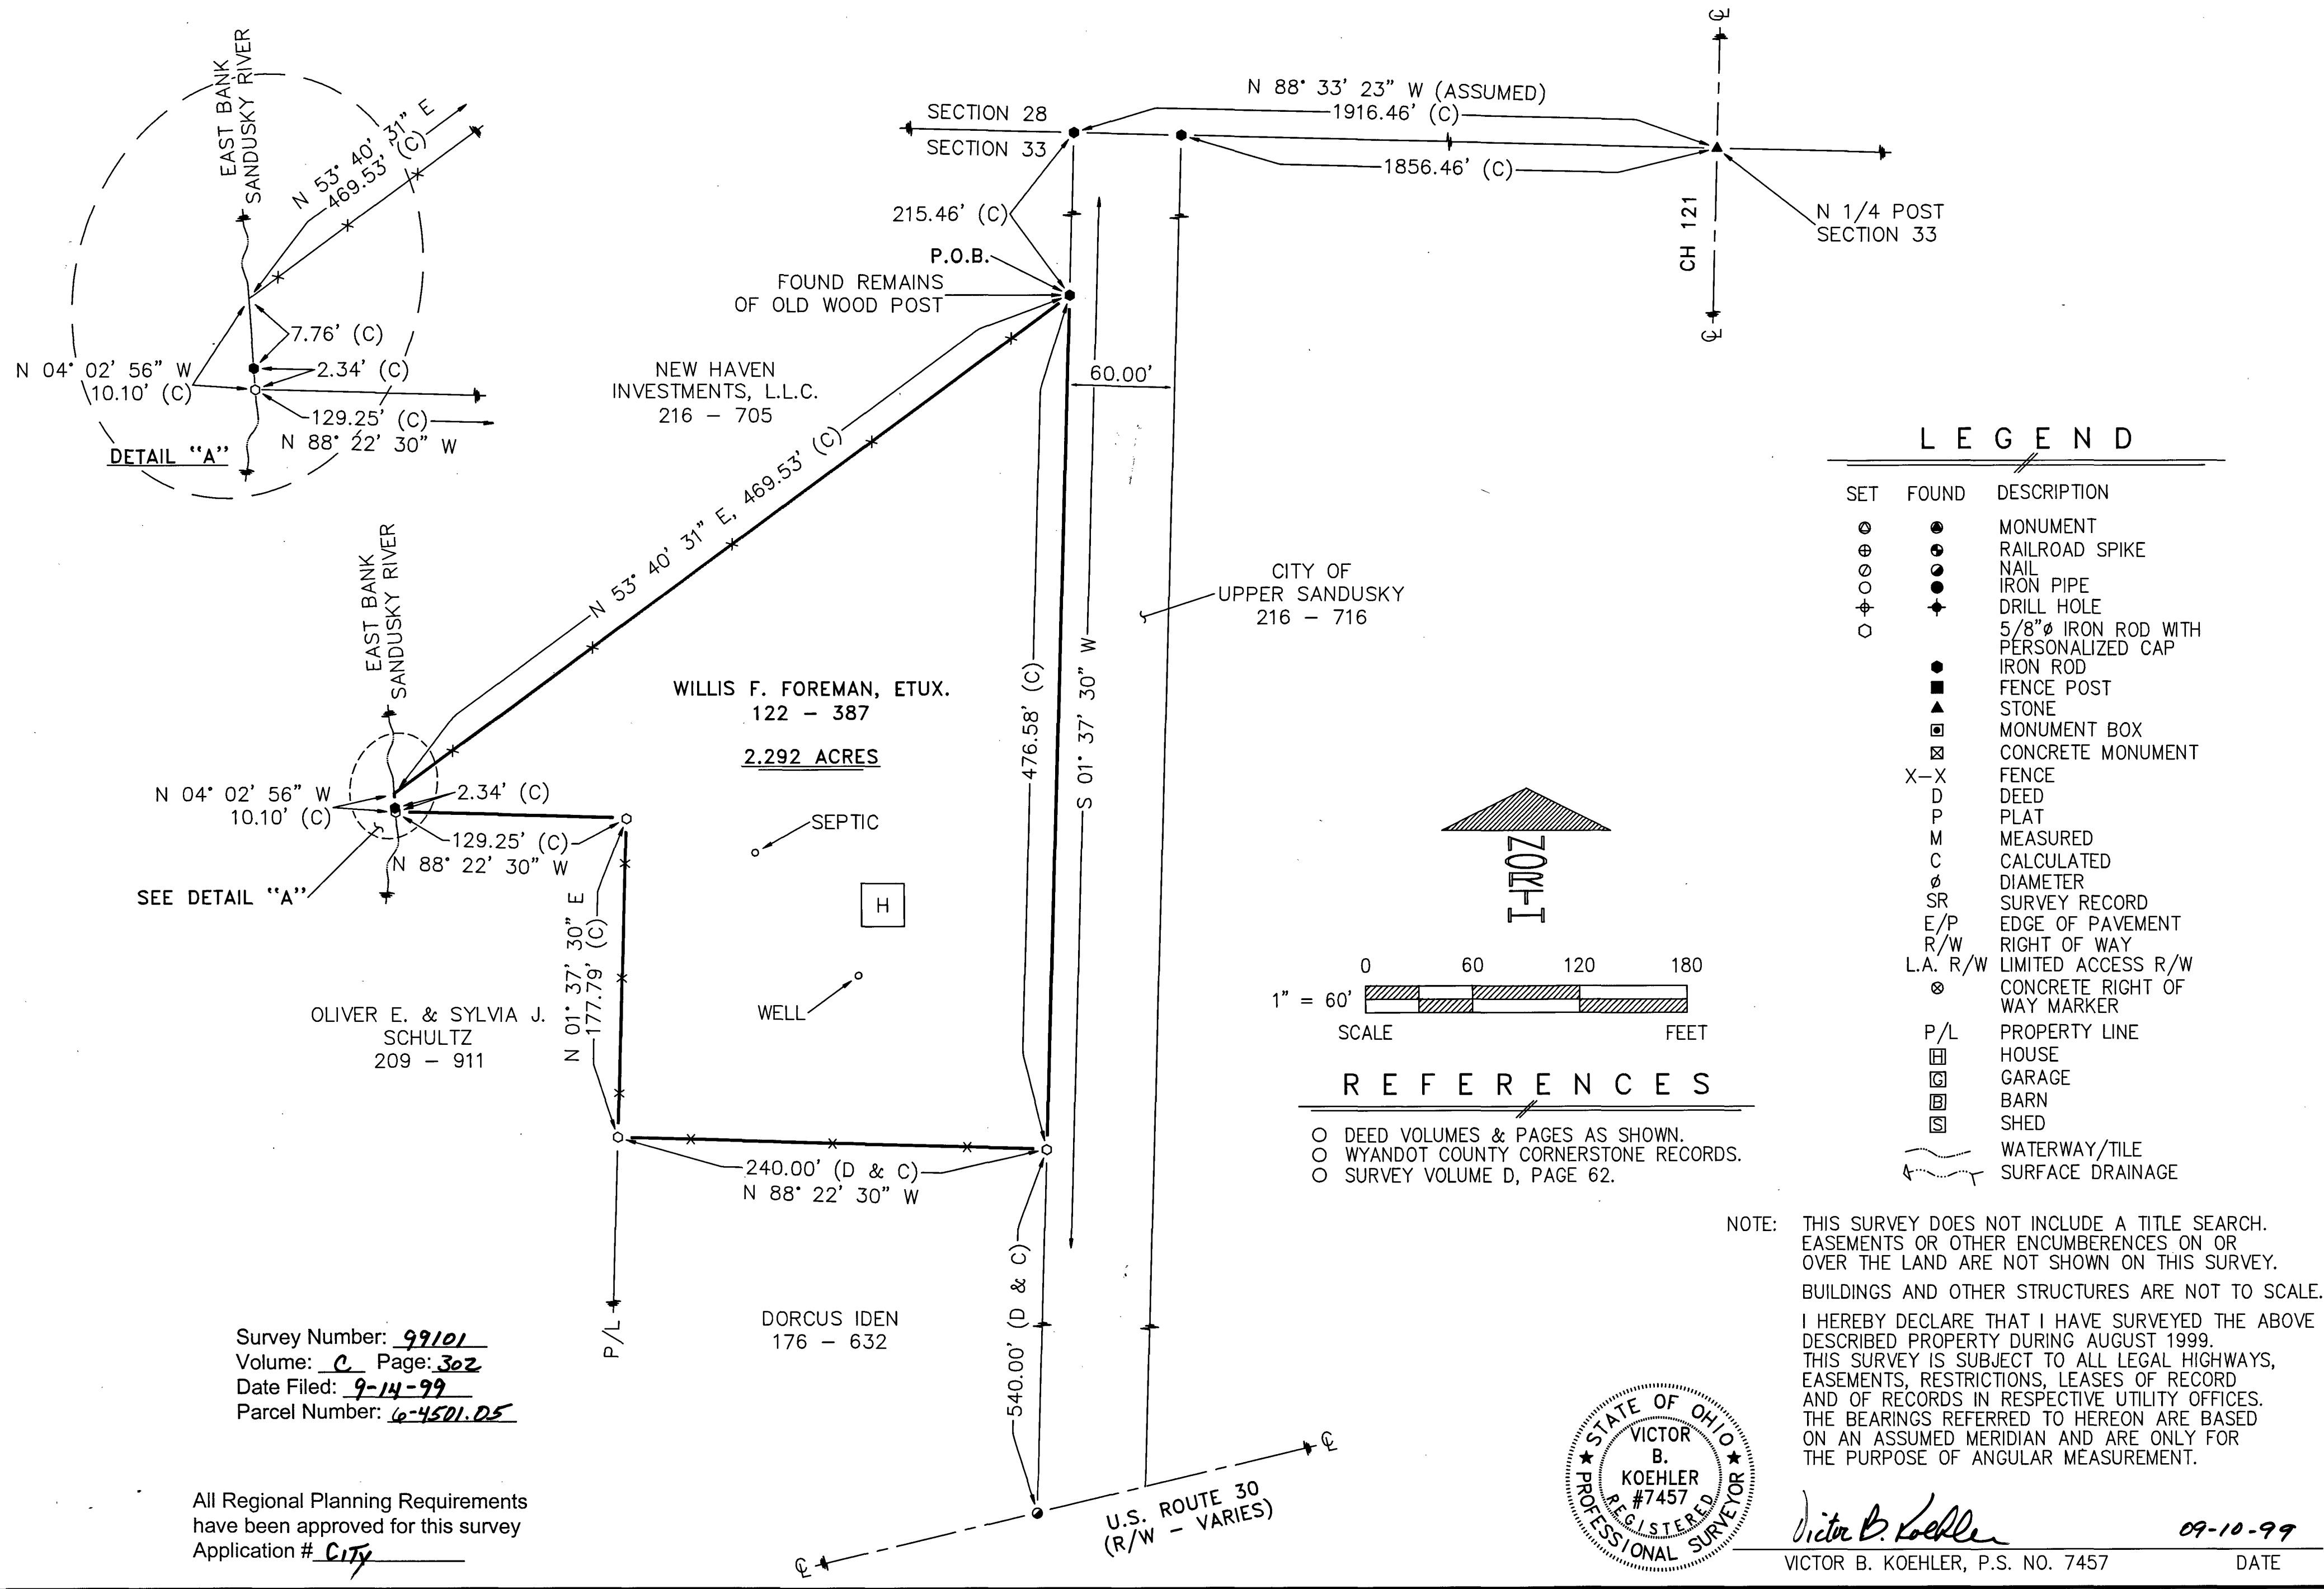 EAST BANK
SANDUSKY RIVER
N 53° 40' 31" E
469.53' (C)
7.76' (C)
N 04° 02' 56" W
10.10' (C)
2.34' (C)
129.25' (C)
N 88° 22' 30" W
DETAIL "A"
SECTION 28
SECTION 33
N 88° 33' 23" W (ASSUMED)
1916.46' (C)
1856.46' (C)
℄
CH 121
℄
N 1/4 POST
SECTION 33
215.46' (C)
P.O.B.
FOUND REMAINS
OF OLD WOOD POST
NEW HAVEN
INVESTMENTS, L.L.C.
216 – 705
60.00'
N 53° 40' 31" E, 469.53' (C)
476.58' (C)
S 01° 37' 30" W
CITY OF
UPPER SANDUSKY
216 – 716
EAST BANK
SANDUSKY RIVER
WILLIS F. FOREMAN, ETUX.
122 – 387
2.292 ACRES
N 04° 02' 56" W
10.10' (C)
2.34' (C)
129.25' (C)
N 88° 22' 30" W
SEE DETAIL "A"
SEPTIC
H
WELL
N 01° 37' 30" E
177.79' (C)
OLIVER E. & SYLVIA J.
SCHULTZ
209 – 911
240.00' (D & C)
N 88° 22' 30" W
P/L
DORCUS IDEN
176 – 632
540.00' (D & C)
℄
U.S. ROUTE 30
(R/W – VARIES)
℄
NORTH
0 60 120 180
1" = 60'
SCALE FEET
REFERENCES
DEED VOLUMES & PAGES AS SHOWN.
WYANDOT COUNTY CORNERSTONE RECORDS.
SURVEY VOLUME D, PAGE 62.
LEGEND
SET FOUND DESCRIPTION
MONUMENT
RAILROAD SPIKE
NAIL
IRON PIPE
DRILL HOLE
5/8"ø IRON ROD WITH
PERSONALIZED CAP
IRON ROD
FENCE POST
STONE
MONUMENT BOX
CONCRETE MONUMENT
X–X FENCE
D DEED
P PLAT
M MEASURED
C CALCULATED
ø DIAMETER
SR SURVEY RECORD
E/P EDGE OF PAVEMENT
R/W RIGHT OF WAY
L.A. R/W LIMITED ACCESS R/W
CONCRETE RIGHT OF
WAY MARKER
P/L PROPERTY LINE
H HOUSE
G GARAGE
B BARN
S SHED
WATERWAY/TILE
SURFACE DRAINAGE
NOTE: THIS SURVEY DOES NOT INCLUDE A TITLE SEARCH.
EASEMENTS OR OTHER ENCUMBERENCES ON OR
OVER THE LAND ARE NOT SHOWN ON THIS SURVEY.
BUILDINGS AND OTHER STRUCTURES ARE NOT TO SCALE.
I HEREBY DECLARE THAT I HAVE SURVEYED THE ABOVE
DESCRIBED PROPERTY DURING AUGUST 1999.
THIS SURVEY IS SUBJECT TO ALL LEGAL HIGHWAYS,
EASEMENTS, RESTRICTIONS, LEASES OF RECORD
AND OF RECORDS IN RESPECTIVE UTILITY OFFICES.
THE BEARINGS REFERRED TO HEREON ARE BASED
ON AN ASSUMED MERIDIAN AND ARE ONLY FOR
THE PURPOSE OF ANGULAR MEASUREMENT.
STATE OF OHIO
VICTOR
B.
KOEHLER
#7457
REGISTERED
PROFESSIONAL SURVEYOR
Victor B. Koehler 09-10-99
VICTOR B. KOEHLER, P.S. NO. 7457 DATE
Survey Number: 99101
Volume: C Page: 302
Date Filed: 9-14-99
Parcel Number: 6-4501.05
All Regional Planning Requirements
have been approved for this survey
Application # CITY